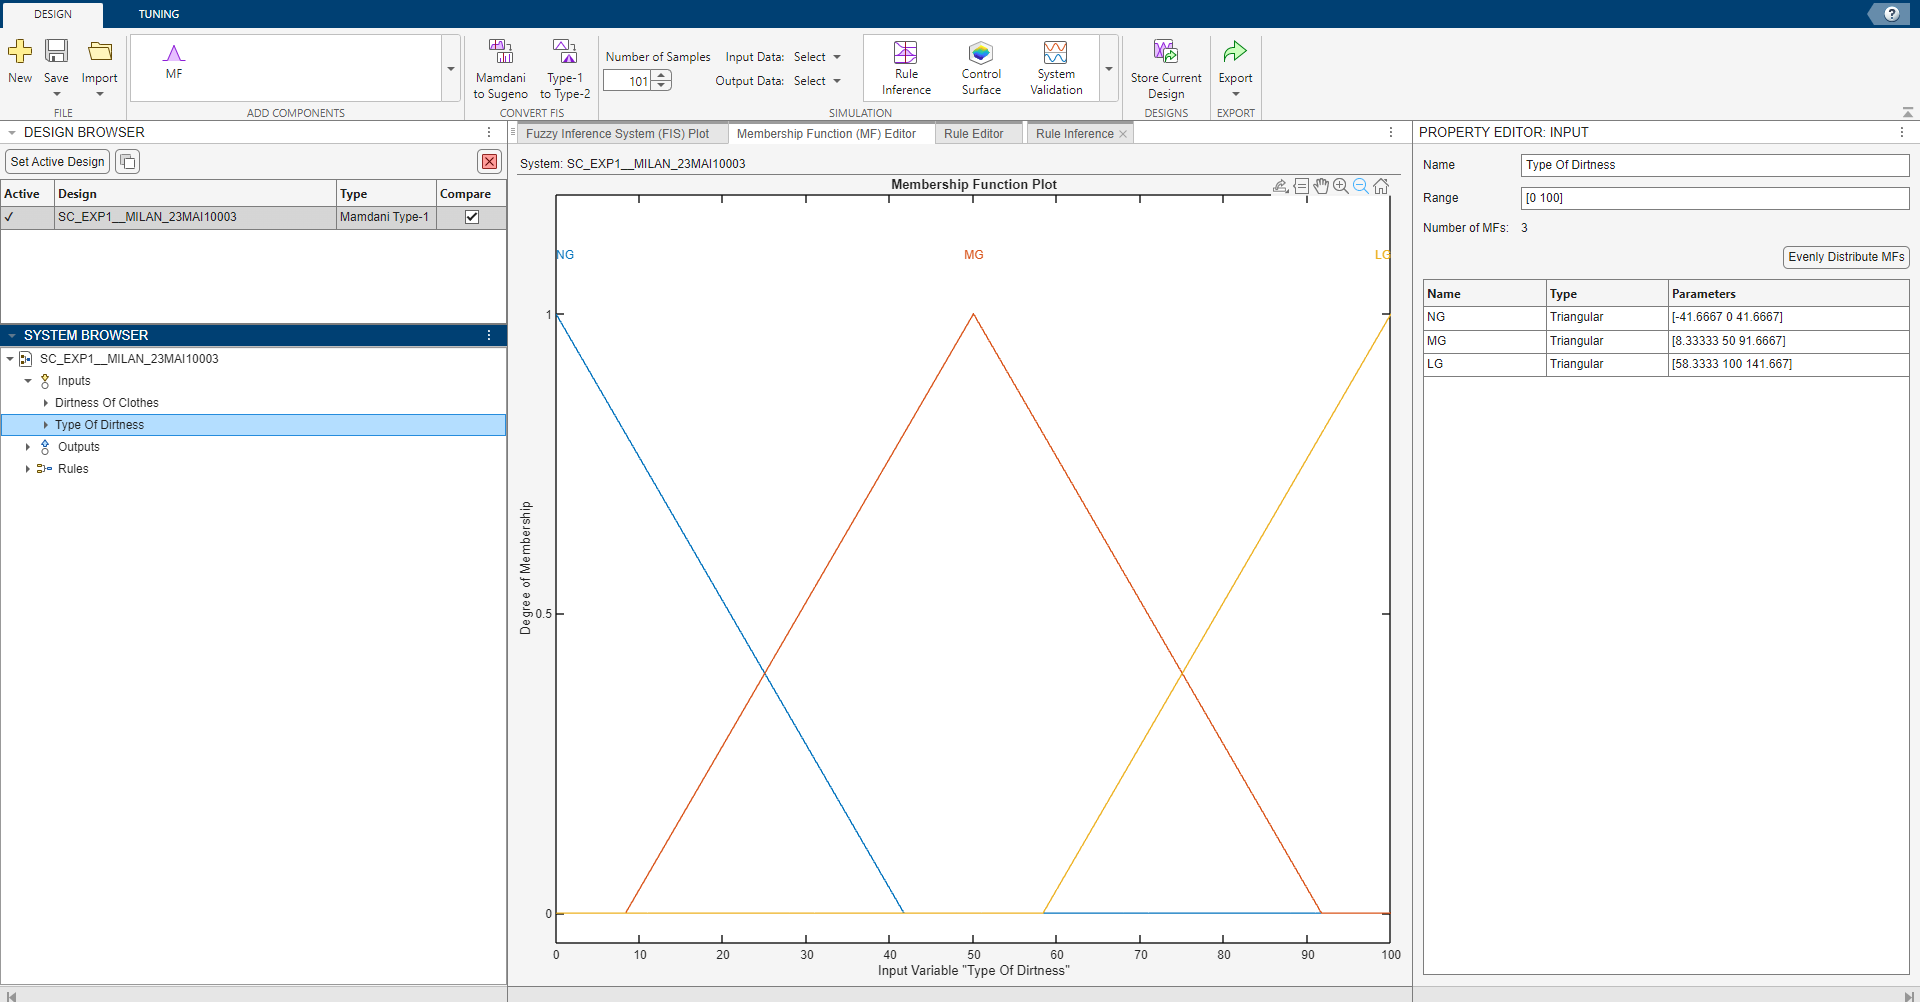 DESIGN TUNING
New Save Import
FILE
MF
ADD COMPONENTS
Mamdani to Sugeno
Type-1 to Type-2
CONVERT FIS
Number of Samples
101
Input Data: Select
Output Data: Select
Rule Inference
Control Surface
System Validation
SIMULATION
Store Current Design
DESIGNS
Export
EXPORT
DESIGN BROWSER
Set Active Design
Active Design Type Compare
SC_EXP1__MILAN_23MAI10003 Mamdani Type-1
SYSTEM BROWSER
SC_EXP1__MILAN_23MAI10003
Inputs
Dirtness Of Clothes
Type Of Dirtness
Outputs
Rules
Fuzzy Inference System (FIS) Plot Membership Function (MF) Editor Rule Editor Rule Inference
System: SC_EXP1__MILAN_23MAI10003
Membership Function Plot
NG MG LG
1
0.5
0
Degree of Membership
0 10 20 30 40 50 60 70 80 90 100
Input Variable "Type Of Dirtness"
PROPERTY EDITOR: INPUT
Name Type Of Dirtness
Range [0 100]
Number of MFs: 3
Evenly Distribute MFs
Name Type Parameters
NG Triangular [-41.6667 0 41.6667]
MG Triangular [8.33333 50 91.6667]
LG Triangular [58.3333 100 141.667]